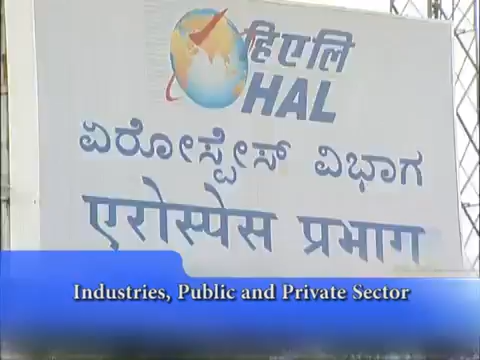 हिएएल
HAL
ಏರೋಸ್ಪೇಸ್ ವಿಭಾಗ
एरोस्पेस प्रभाग
Industries, Public and Private Sector